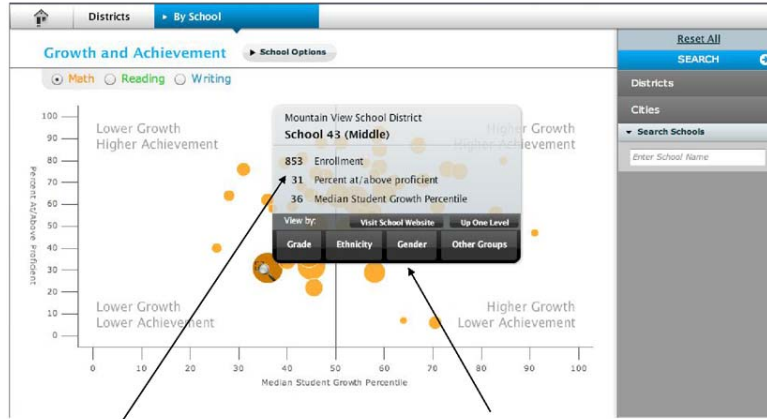 Districts
▸ By School
Growth and Achievement
▸ School Options
Math
Reading
Writing
Reset All
SEARCH
Districts
Cities
Search Schools
Enter School Name
Lower Growth
Higher Achievement
Higher Growth
Higher Achievement
Mountain View School District
School 43 (Middle)
853 Enrollment
31 Percent at/above proficient
36 Median Student Growth Percentile
View by:
Visit School Website
Up One Level
Grade
Ethnicity
Gender
Other Groups
Percent At/Above Proficient
100
90
80
70
60
50
40
30
20
10
0
Lower Growth
Lower Achievement
Higher Growth
Lower Achievement
0 10 20 30 40 50 60 70 80 90 100
Median Student Growth Percentile